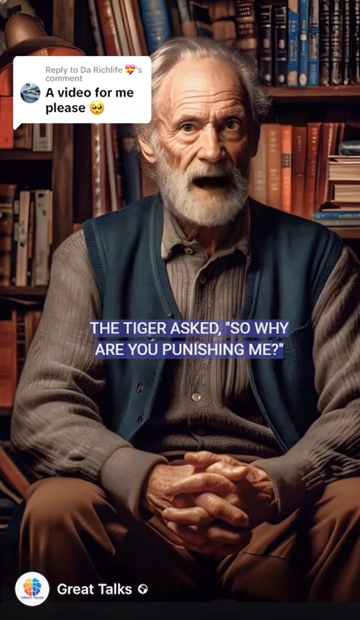 Reply to Da Richlife 💝's
comment
A video for me
please 🥺
THE TIGER ASKED, "SO WHY
ARE YOU PUNISHING ME?"
Great Talks